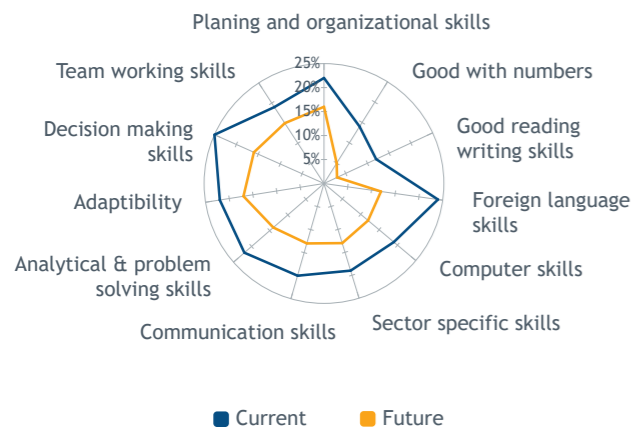 Planing and organizational skills
Team working skills
Good with numbers
25%
20%
15%
10%
5%
Decision making
skills
Good reading
writing skills
Adaptibility
Foreign language
skills
Analytical & problem
solving skills
Computer skills
Communication skills
Sector specific skills
Current
Future